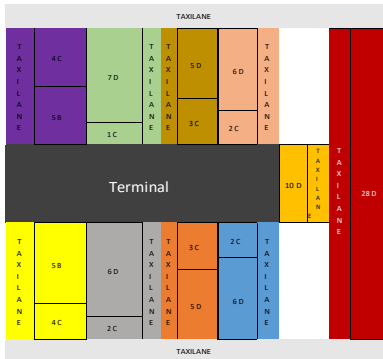 TAXILANE
TAXILANE
4 C
5 B
7 D
1 C
TAXILANE
TAXILANE
5 D
3 C
6 D
2 C
TAXILANE
Terminal
10 D
TAXILANE
TAXILANE
28 D
TAXILANE
5 B
4 C
6 D
2 C
TAXILANE
TAXILANE
3 C
5 D
2 C
6 D
TAXILANE
TAXILANE